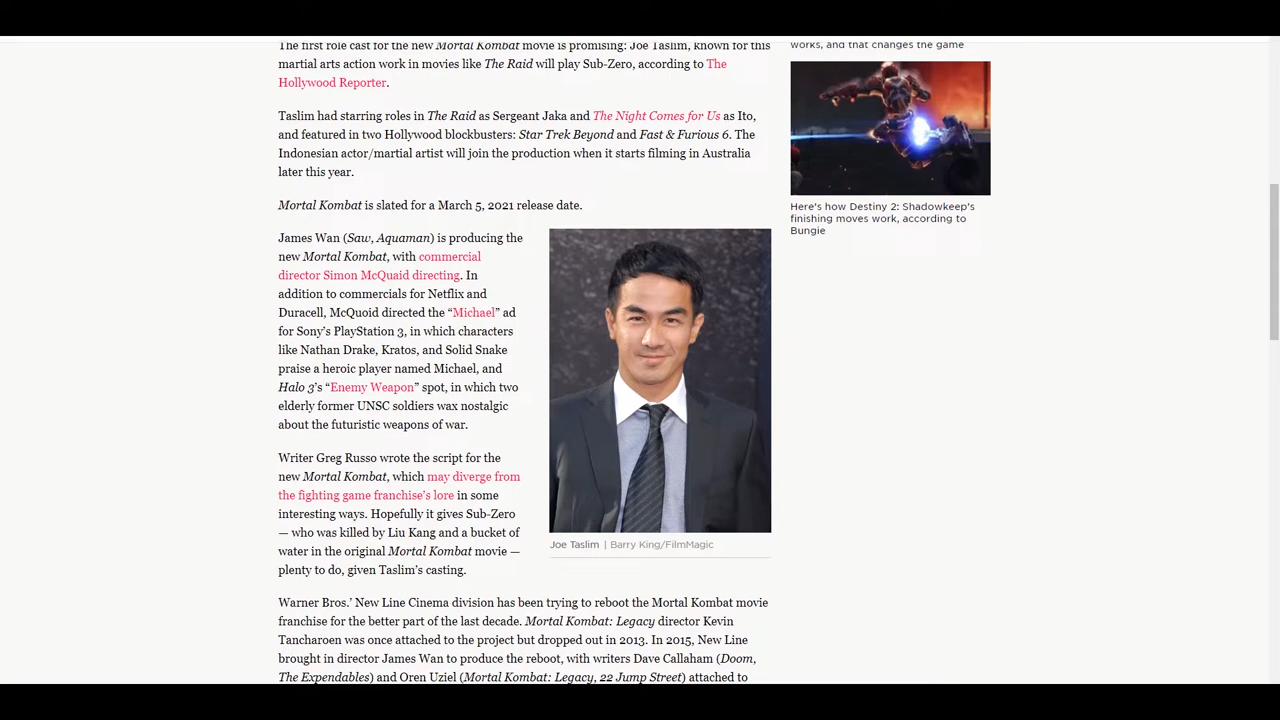 The first role cast for the new Mortal Kombat movie is promising: Joe Taslim, known for this
martial arts action work in movies like The Raid will play Sub-Zero, according to The
Hollywood Reporter.
Taslim had starring roles in The Raid as Sergeant Jaka and The Night Comes for Us as Ito,
and featured in two Hollywood blockbusters: Star Trek Beyond and Fast & Furious 6. The
Indonesian actor/martial artist will join the production when it starts filming in Australia
later this year.
Mortal Kombat is slated for a March 5, 2021 release date.
James Wan (Saw, Aquaman) is producing the
new Mortal Kombat, with commercial
director Simon McQuaid directing. In
addition to commercials for Netflix and
Duracell, McQuoid directed the “Michael” ad
for Sony’s PlayStation 3, in which characters
like Nathan Drake, Kratos, and Solid Snake
praise a heroic player named Michael, and
Halo 3’s “Enemy Weapon” spot, in which two
elderly former UNSC soldiers wax nostalgic
about the futuristic weapons of war.
Writer Greg Russo wrote the script for the
new Mortal Kombat, which may diverge from
the fighting game franchise’s lore in some
interesting ways. Hopefully it gives Sub-Zero
— who was killed by Liu Kang and a bucket of
water in the original Mortal Kombat movie —
plenty to do, given Taslim’s casting.
Joe Taslim | Barry King/FilmMagic
Warner Bros.’ New Line Cinema division has been trying to reboot the Mortal Kombat movie
franchise for the better part of the last decade. Mortal Kombat: Legacy director Kevin
Tancharoen was once attached to the project but dropped out in 2013. In 2015, New Line
brought in director James Wan to produce the reboot, with writers Dave Callaham (Doom,
The Expendables) and Oren Uziel (Mortal Kombat: Legacy, 22 Jump Street) attached to
works, and that changes the game
Here's how Destiny 2: Shadowkeep's
finishing moves work, according to
Bungie